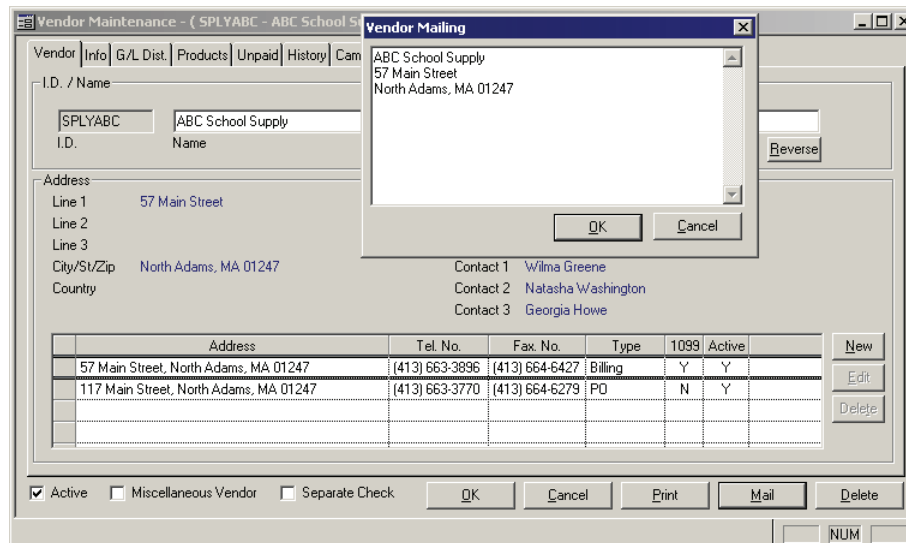 Vendor Maintenance - ( SPLYABC - ABC School
Vendor Mailing
ABC School Supply
57 Main Street
North Adams, MA 01247
OK Cancel
Vendor Info G/L Dist. Products Unpaid History Cam
I.D. / Name
SPLYABC ABC School Supply
I.D. Name Reverse
Address
Line 1 57 Main Street
Line 2
Line 3
City/St/Zip North Adams, MA 01247 Contact 1 Wilma Greene
Country Contact 2 Natasha Washington
Contact 3 Georgia Howe
Address Tel. No. Fax. No. Type 1099 Active New
57 Main Street, North Adams, MA 01247 (413) 663-3896 (413) 664-6427 Billing Y Y
Edit
117 Main Street, North Adams, MA 01247 (413) 663-3770 (413) 664-6279 PO N Y
Delete
Active Miscellaneous Vendor Separate Check OK Cancel Print Mail Delete
NUM